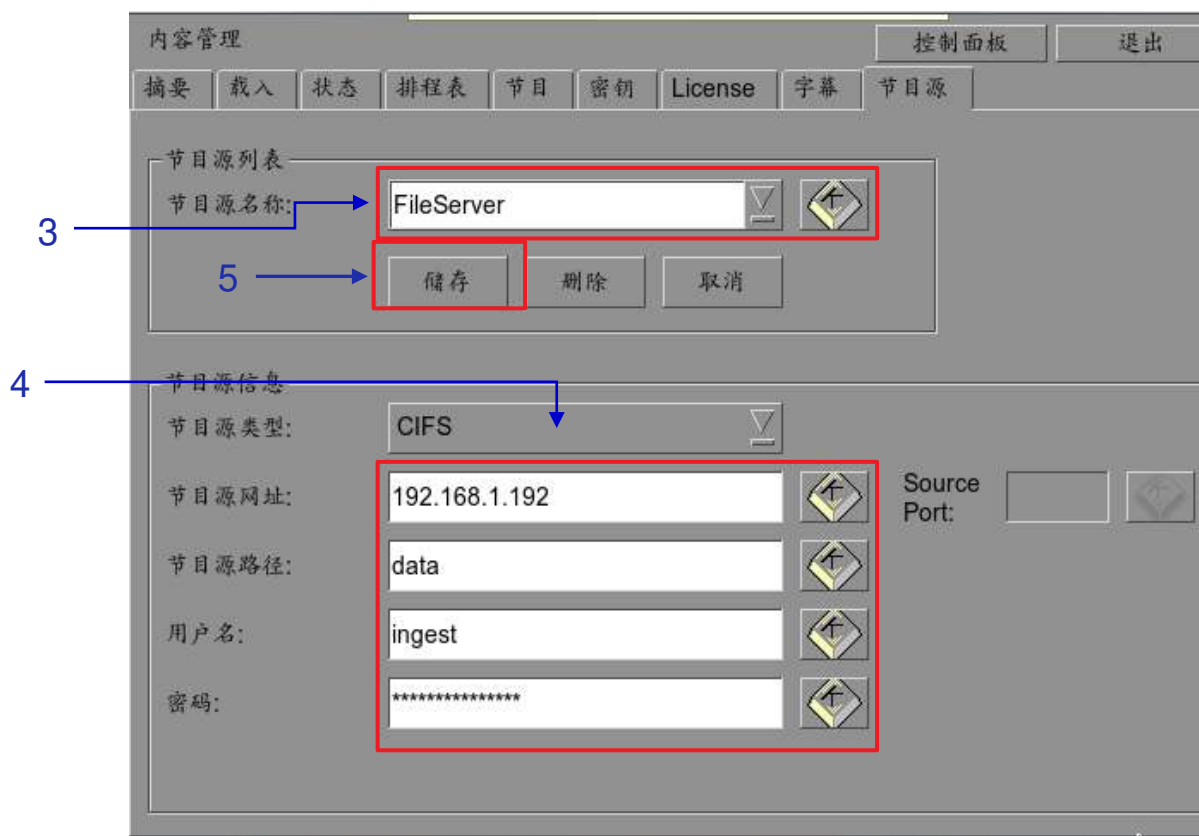 内容管理 控制面板 退出
摘要 载入 状态 排程表 节目 密钥 License 字幕 节目源
节目源列表
节目源名称: FileServer
3
5 储存 删除 取消
4 节目源信息
节目源类型: CIFS
节目源网址: 192.168.1.192 Source Port:
节目源路径: data
用户名: ingest
密码: ***************